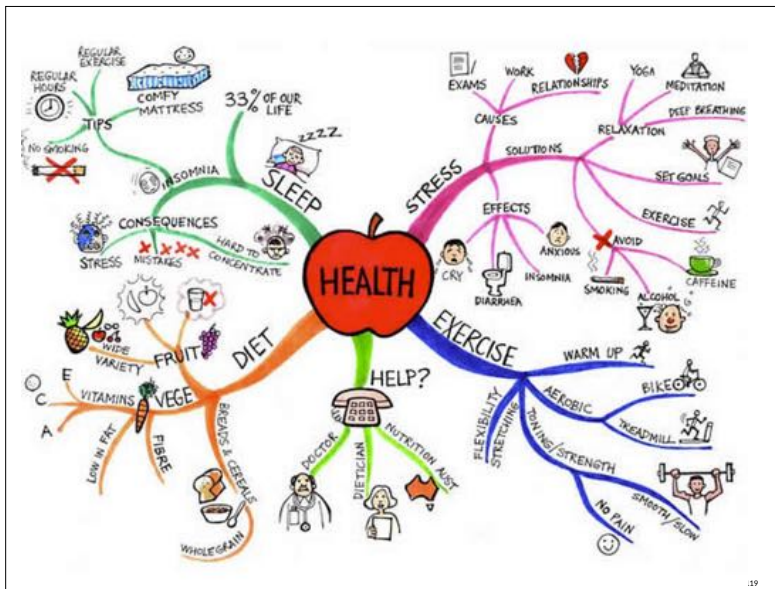 HEALTH
SLEEP
33% OF OUR
LIFE
ZZZZ
INSOMNIA
TIPS
REGULAR
EXERCISE
REGULAR
HOURS
COMFY
MATTRESS
NO SMOKING
CONSEQUENCES
STRESS
MISTAKES
HARD TO
CONCENTRATE
STRESS
CAUSES
EXAMS
WORK
RELATIONSHIPS
SOLUTIONS
RELAXATION
YOGA
MEDITATION
DEEP BREATHING
SET GOALS
EXERCISE
AVOID
SMOKING
ALCOHOL
CAFFEINE
EFFECTS
CRY
DIARRHEA
INSOMNIA
ANXIOUS
EXERCISE
WARM UP
AEROBIC
BIKE
TREADMILL
TONING/STRENGTH
SMOOTH/SLOW
NO PAIN
FLEXIBILITY
STRETCHING
HELP?
DOCTOR
DIETICIAN
NUTRITION AUST
DIET
FRUIT
WIDE
VARIETY
VEGE
VITAMINS
E
C
A
LOW IN FAT
FIBRE
BREADS & CEREALS
WHOLEGRAIN
19